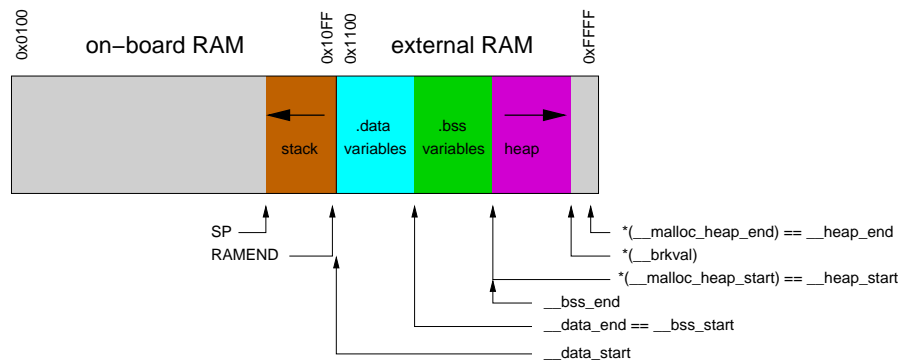 0x0100
on−board RAM
0x10FF
0x1100
external RAM
0xFFFF
stack
.data
variables
.bss
variables
heap
SP
RAMEND
*(__malloc_heap_end) == __heap_end
*(__brkval)
*(__malloc_heap_start) == __heap_start
__bss_end
__data_end == __bss_start
__data_start